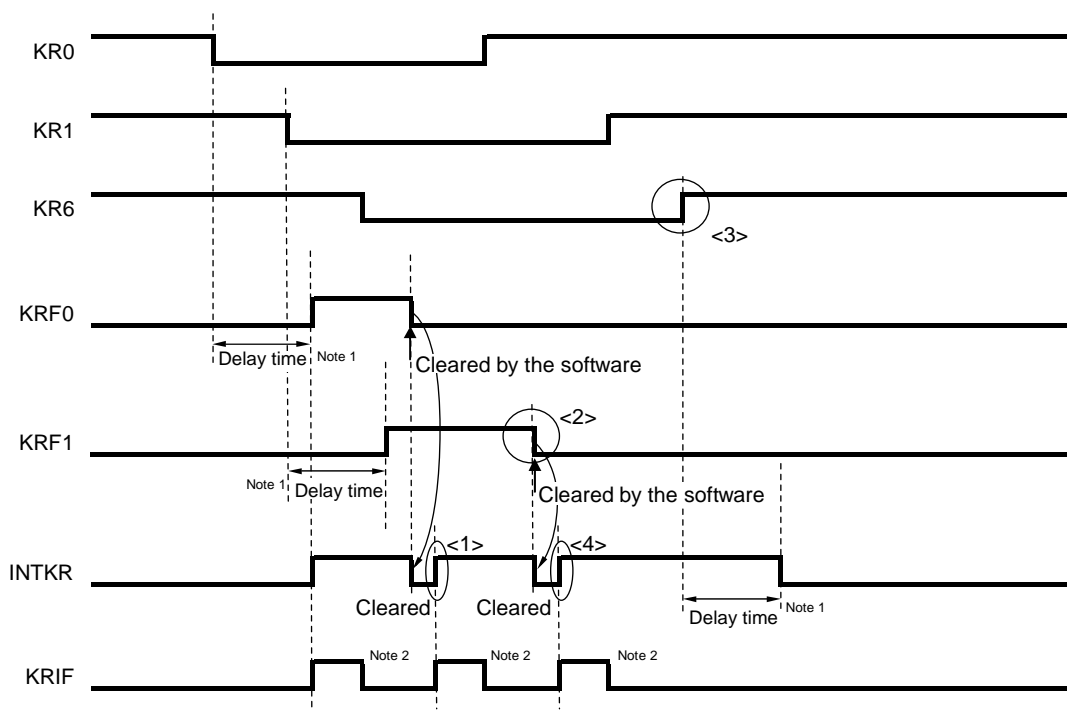 KR0
KR1
KR6
<3>
KRF0
Delay time Note 1
Cleared by the software
<2>
KRF1
Note 1 Delay time
Cleared by the software
<1>
<4>
INTKR
Cleared
Cleared
Delay time Note 1
KRIF
Note 2
Note 2
Note 2